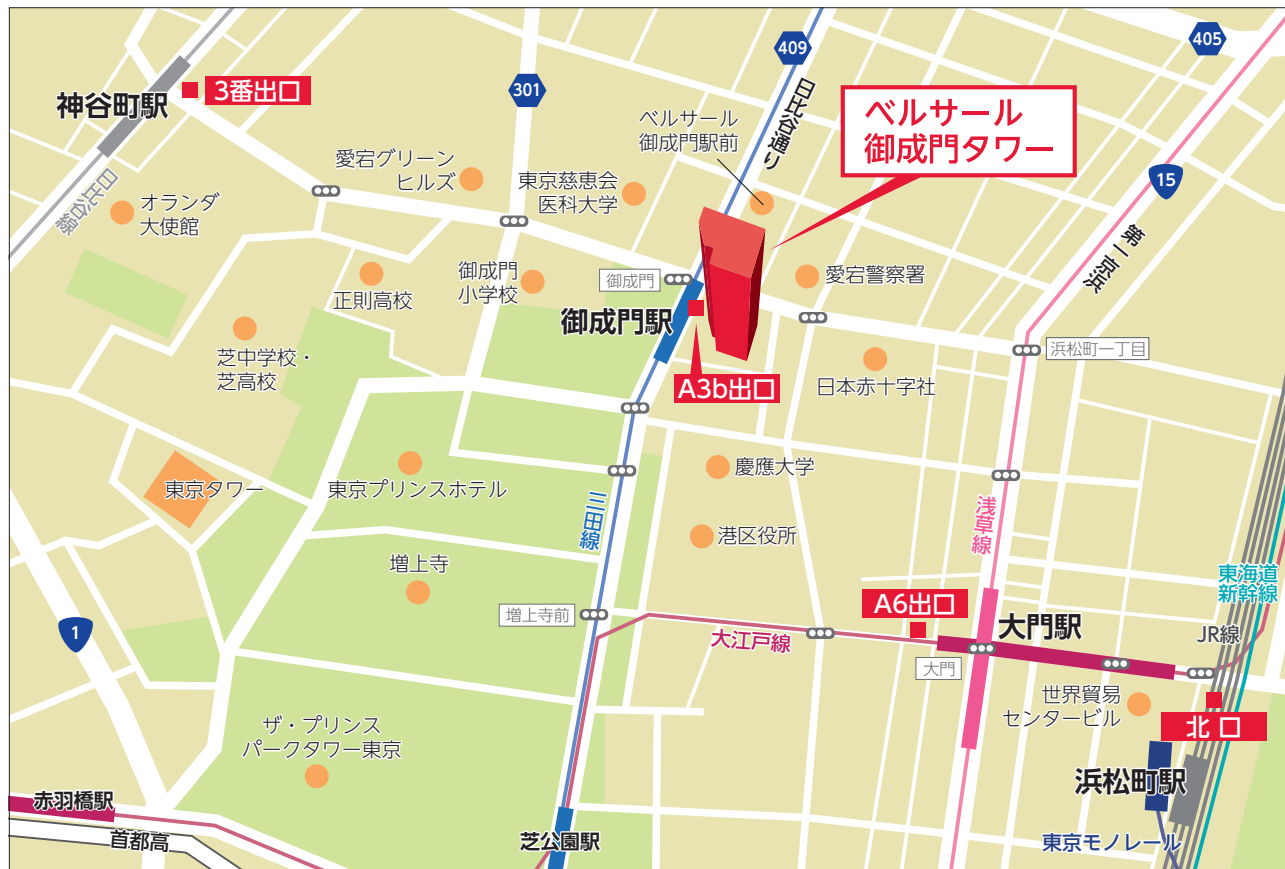 409
405
神谷町駅
3番出口
301
日比谷通り
ベルサール
御成門タワー
ベルサール
御成門駅前
愛宕グリーン
ヒルズ
東京慈恵会
医科大学
15
日比谷線
オランダ
大使館
第一京浜
正則高校
御成門
小学校
御成門
愛宕警察署
御成門駅
浜松町一丁目
芝中学校・
芝高校
A3b出口
日本赤十字社
東京タワー
東京プリンスホテル
慶應大学
三田線
港区役所
浅草線
増上寺
東海道
新幹線
1
増上寺前
大江戸線
A6出口
大門駅
JR線
大門
世界貿易
センタービル
北口
ザ・プリンス
パークタワー東京
浜松町駅
赤羽橋駅
首都高
芝公園駅
東京モノレール